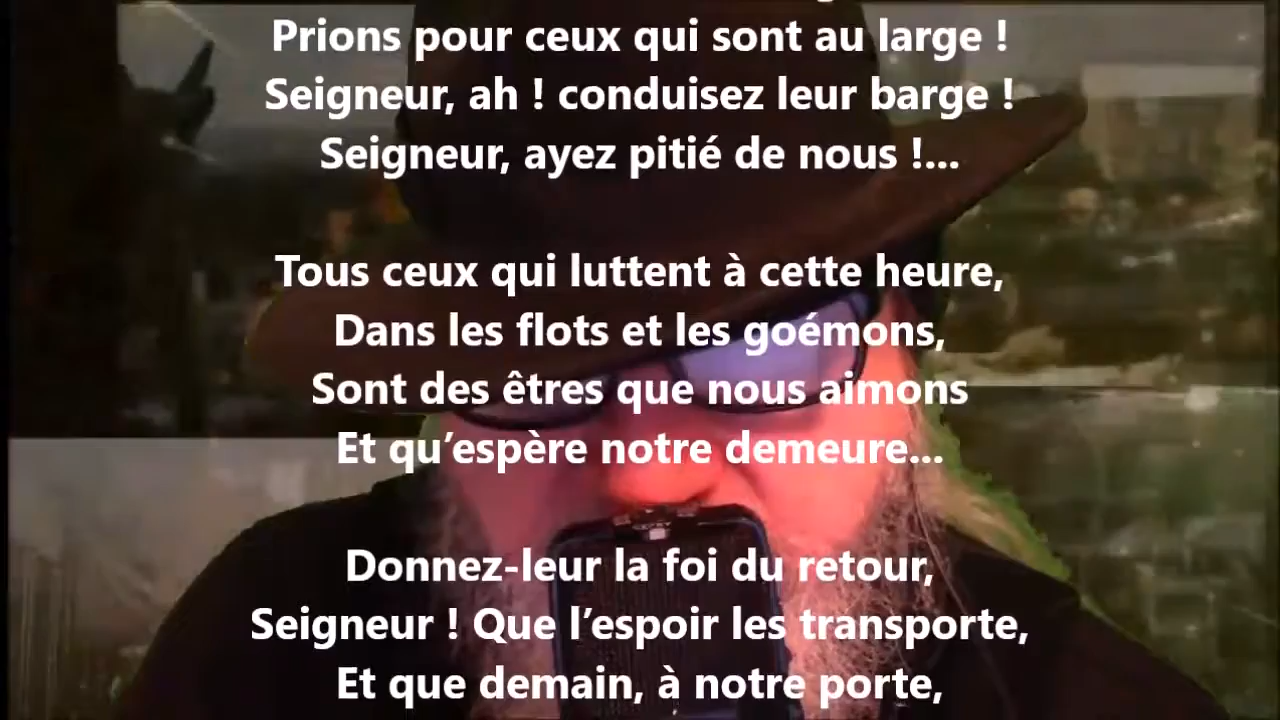 Prions pour ceux qui sont au large !
Seigneur, ah ! conduisez leur barge !
Seigneur, ayez pitié de nous !...
Tous ceux qui luttent à cette heure,
Dans les flots et les goémons,
Sont des êtres que nous aimons
Et qu’espère notre demeure...
Donnez-leur la foi du retour,
Seigneur ! Que l’espoir les transporte,
Et que demain, à notre porte,